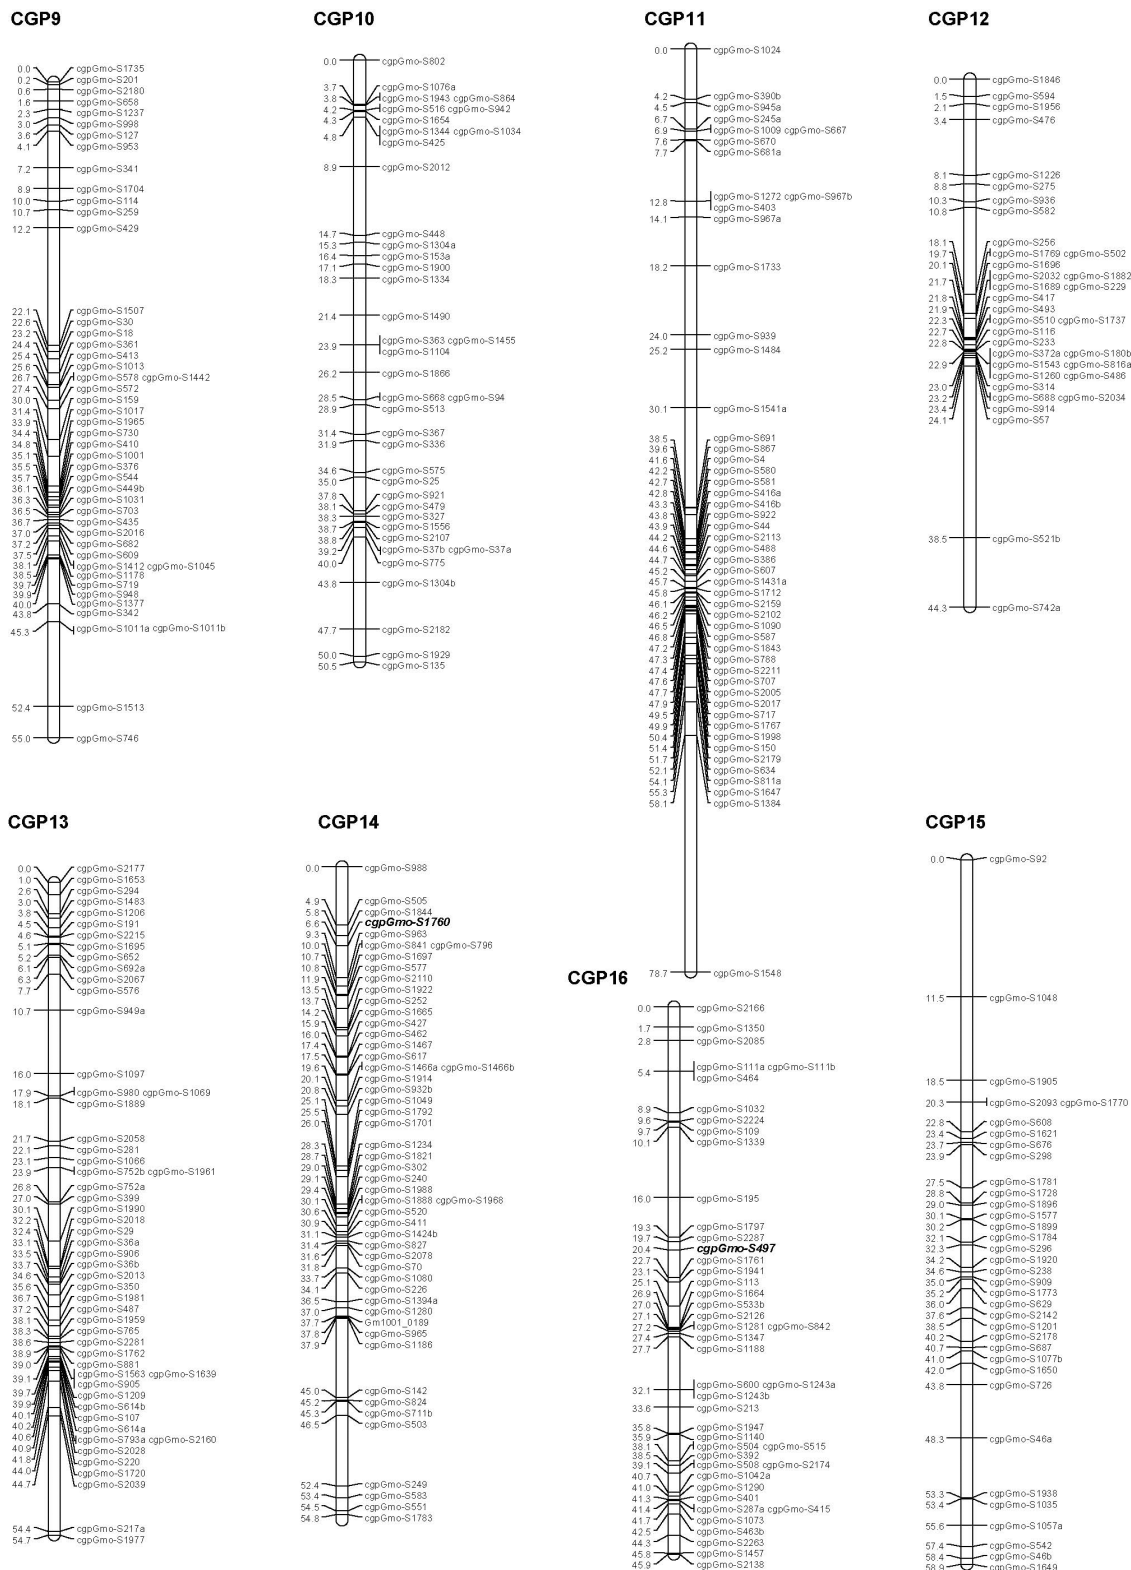 CGP9
0.0 cgpGmo-S1735
0.2 cgpGmo-S201
0.6 cgpGmo-S2180
1.6 cgpGmo-S658
2.3 cgpGmo-S1237
3.0 cgpGmo-S998
3.6 cgpGmo-S127
4.1 cgpGmo-S953
7.2 cgpGmo-S341
8.9 cgpGmo-S1704
10.0 cgpGmo-S114
10.7 cgpGmo-S259
12.2 cgpGmo-S429
22.1 cgpGmo-S1507
22.6 cgpGmo-S30
23.2 cgpGmo-S18
24.4 cgpGmo-S361
25.4 cgpGmo-S413
25.6 cgpGmo-S1013
26.7 cgpGmo-S578 cgpGmo-S1442
27.4 cgpGmo-S572
30.0 cgpGmo-S159
31.4 cgpGmo-S1017
33.9 cgpGmo-S1965
34.4 cgpGmo-S730
34.8 cgpGmo-S410
35.1 cgpGmo-S1001
35.5 cgpGmo-S376
35.7 cgpGmo-S544
36.1 cgpGmo-S449b
36.3 cgpGmo-S1031
36.5 cgpGmo-S703
36.7 cgpGmo-S435
37.0 cgpGmo-S2016
37.2 cgpGmo-S682
37.5 cgpGmo-S609
38.1 cgpGmo-S1412 cgpGmo-S1045
38.5 cgpGmo-S1178
39.7 cgpGmo-S719
39.9 cgpGmo-S948
40.0 cgpGmo-S1377
43.8 cgpGmo-S342
45.3 cgpGmo-S1011a cgpGmo-S1011b
52.4 cgpGmo-S1513
55.0 cgpGmo-S746
CGP10
0.0 cgpGmo-S802
3.7 cgpGmo-S1076a
3.8 cgpGmo-S1943 cgpGmo-S864
4.2 cgpGmo-S516 cgpGmo-S942
4.3 cgpGmo-S1654
4.8 cgpGmo-S1344 cgpGmo-S1034
cgpGmo-S425
8.9 cgpGmo-S2012
14.7 cgpGmo-S448
15.3 cgpGmo-S1304a
16.4 cgpGmo-S153a
17.1 cgpGmo-S1900
18.3 cgpGmo-S1334
21.4 cgpGmo-S1490
23.9 cgpGmo-S363 cgpGmo-S1455
cgpGmo-S1104
26.2 cgpGmo-S1866
28.5 cgpGmo-S668 cgpGmo-S94
28.9 cgpGmo-S513
31.4 cgpGmo-S367
31.9 cgpGmo-S336
34.6 cgpGmo-S575
35.0 cgpGmo-S25
37.8 cgpGmo-S921
38.1 cgpGmo-S479
38.3 cgpGmo-S327
38.7 cgpGmo-S1556
38.8 cgpGmo-S2107
39.2 cgpGmo-S37b cgpGmo-S37a
40.0 cgpGmo-S775
43.8 cgpGmo-S1304b
47.7 cgpGmo-S2182
50.0 cgpGmo-S1929
50.5 cgpGmo-S135
CGP11
0.0 cgpGmo-S1024
4.2 cgpGmo-S390b
4.5 cgpGmo-S945a
6.7 cgpGmo-S245a
6.9 cgpGmo-S1009 cgpGmo-S667
7.6 cgpGmo-S670
7.7 cgpGmo-S681a
12.8 cgpGmo-S1272 cgpGmo-S967b
cgpGmo-S403
14.1 cgpGmo-S967a
18.2 cgpGmo-S1733
24.0 cgpGmo-S939
25.2 cgpGmo-S1484
30.1 cgpGmo-S1541a
38.5 cgpGmo-S691
39.6 cgpGmo-S867
41.6 cgpGmo-S4
42.2 cgpGmo-S580
42.7 cgpGmo-S581
42.8 cgpGmo-S416a
43.3 cgpGmo-S416b
43.8 cgpGmo-S922
43.9 cgpGmo-S44
44.2 cgpGmo-S2113
44.6 cgpGmo-S488
44.7 cgpGmo-S386
45.2 cgpGmo-S607
45.7 cgpGmo-S1431a
45.8 cgpGmo-S1712
46.1 cgpGmo-S2159
46.2 cgpGmo-S2102
46.5 cgpGmo-S1090
46.8 cgpGmo-S587
47.2 cgpGmo-S1843
47.3 cgpGmo-S788
47.4 cgpGmo-S2211
47.6 cgpGmo-S707
47.7 cgpGmo-S2005
47.9 cgpGmo-S2017
49.5 cgpGmo-S717
49.9 cgpGmo-S1767
50.4 cgpGmo-S1998
51.4 cgpGmo-S150
51.7 cgpGmo-S2179
52.1 cgpGmo-S634
54.1 cgpGmo-S811a
55.3 cgpGmo-S1647
58.1 cgpGmo-S1384
78.7 cgpGmo-S1548
CGP12
0.0 cgpGmo-S1846
1.5 cgpGmo-S594
2.1 cgpGmo-S1956
3.4 cgpGmo-S476
8.1 cgpGmo-S1226
8.8 cgpGmo-S275
10.3 cgpGmo-S936
10.8 cgpGmo-S582
18.1 cgpGmo-S256
19.7 cgpGmo-S1769 cgpGmo-S502
20.1 cgpGmo-S1696
21.7 cgpGmo-S2032 cgpGmo-S1882
cgpGmo-S1689 cgpGmo-S229
21.8 cgpGmo-S417
21.9 cgpGmo-S493
22.3 cgpGmo-S510 cgpGmo-S1737
22.7 cgpGmo-S116
22.8 cgpGmo-S233
22.9 cgpGmo-S372a cgpGmo-S180b
cgpGmo-S1543 cgpGmo-S816a
cgpGmo-S1260 cgpGmo-S486
23.0 cgpGmo-S314
23.2 cgpGmo-S688 cgpGmo-S2034
23.4 cgpGmo-S914
24.1 cgpGmo-S57
38.5 cgpGmo-S521b
44.3 cgpGmo-S742a
CGP13
0.0 cgpGmo-S2177
1.0 cgpGmo-S1653
2.6 cgpGmo-S294
3.0 cgpGmo-S1483
3.8 cgpGmo-S1206
4.5 cgpGmo-S191
4.6 cgpGmo-S2215
5.1 cgpGmo-S1695
5.2 cgpGmo-S652
6.1 cgpGmo-S692a
6.3 cgpGmo-S2067
7.7 cgpGmo-S576
10.7 cgpGmo-S949a
16.0 cgpGmo-S1097
17.9 cgpGmo-S980 cgpGmo-S1069
18.1 cgpGmo-S1889
21.7 cgpGmo-S2058
22.1 cgpGmo-S281
23.1 cgpGmo-S1066
23.9 cgpGmo-S752b cgpGmo-S1961
26.8 cgpGmo-S752a
27.0 cgpGmo-S399
30.1 cgpGmo-S1990
32.2 cgpGmo-S2018
32.4 cgpGmo-S29
33.1 cgpGmo-S36a
33.5 cgpGmo-S906
33.7 cgpGmo-S36b
34.6 cgpGmo-S2013
35.6 cgpGmo-S350
36.7 cgpGmo-S1981
37.2 cgpGmo-S487
38.1 cgpGmo-S1959
38.3 cgpGmo-S765
38.6 cgpGmo-S2281
38.9 cgpGmo-S1762
39.0 cgpGmo-S881
39.1 cgpGmo-S1563 cgpGmo-S1639
cgpGmo-S905
39.7 cgpGmo-S1209
39.9 cgpGmo-S614b
40.1 cgpGmo-S107
40.2 cgpGmo-S614a
40.6 cgpGmo-S793a cgpGmo-S2160
40.9 cgpGmo-S2028
41.8 cgpGmo-S220
44.0 cgpGmo-S1720
44.7 cgpGmo-S2039
54.4 cgpGmo-S217a
54.7 cgpGmo-S1977
CGP14
0.0 cgpGmo-S988
4.9 cgpGmo-S505
5.8 cgpGmo-S1844
6.6 cgpGmo-S1760
9.3 cgpGmo-S963
10.0 cgpGmo-S841 cgpGmo-S796
10.7 cgpGmo-S1697
10.8 cgpGmo-S577
11.9 cgpGmo-S2110
13.5 cgpGmo-S1922
13.7 cgpGmo-S252
14.2 cgpGmo-S1665
15.9 cgpGmo-S427
16.0 cgpGmo-S462
17.4 cgpGmo-S1467
17.5 cgpGmo-S617
19.6 cgpGmo-S1466a cgpGmo-S1466b
20.1 cgpGmo-S1914
20.8 cgpGmo-S932b
25.1 cgpGmo-S1049
25.5 cgpGmo-S1792
26.0 cgpGmo-S1701
28.3 cgpGmo-S1234
28.7 cgpGmo-S1821
29.0 cgpGmo-S302
29.1 cgpGmo-S240
29.4 cgpGmo-S1988
30.1 cgpGmo-S1888 cgpGmo-S1968
30.6 cgpGmo-S520
30.9 cgpGmo-S411
31.1 cgpGmo-S1424b
31.4 cgpGmo-S827
31.6 cgpGmo-S2078
31.8 cgpGmo-S70
33.7 cgpGmo-S1080
34.1 cgpGmo-S226
36.5 cgpGmo-S1394a
37.0 cgpGmo-S1280
37.7 Gm1001_0189
37.8 cgpGmo-S965
37.9 cgpGmo-S1186
45.0 cgpGmo-S142
45.2 cgpGmo-S824
45.3 cgpGmo-S711b
46.5 cgpGmo-S503
52.4 cgpGmo-S249
53.4 cgpGmo-S583
54.5 cgpGmo-S551
54.8 cgpGmo-S1783
CGP16
0.0 cgpGmo-S2166
1.7 cgpGmo-S1350
2.8 cgpGmo-S2085
5.4 cgpGmo-S111a cgpGmo-S111b
cgpGmo-S464
8.9 cgpGmo-S1032
9.6 cgpGmo-S2224
9.7 cgpGmo-S109
10.1 cgpGmo-S1339
16.0 cgpGmo-S195
19.3 cgpGmo-S1797
19.7 cgpGmo-S2287
20.4 cgpGmo-S497
22.7 cgpGmo-S1761
23.1 cgpGmo-S1941
25.1 cgpGmo-S113
26.9 cgpGmo-S1664
27.0 cgpGmo-S533b
27.1 cgpGmo-S2126
27.2 cgpGmo-S1281 cgpGmo-S842
27.4 cgpGmo-S1347
27.7 cgpGmo-S1188
32.1 cgpGmo-S600 cgpGmo-S1243a
cgpGmo-S1243b
33.6 cgpGmo-S213
35.8 cgpGmo-S1947
35.9 cgpGmo-S1140
38.1 cgpGmo-S504 cgpGmo-S515
38.5 cgpGmo-S392
39.1 cgpGmo-S508 cgpGmo-S2174
40.7 cgpGmo-S1042a
41.0 cgpGmo-S1290
41.3 cgpGmo-S401
41.4 cgpGmo-S287a cgpGmo-S415
41.7 cgpGmo-S1073
42.5 cgpGmo-S463b
44.3 cgpGmo-S2263
45.8 cgpGmo-S1457
45.9 cgpGmo-S2138
CGP15
0.0 cgpGmo-S92
11.5 cgpGmo-S1048
18.5 cgpGmo-S1905
20.3 cgpGmo-S2093 cgpGmo-S1770
22.8 cgpGmo-S608
23.4 cgpGmo-S1621
23.7 cgpGmo-S676
23.9 cgpGmo-S298
27.5 cgpGmo-S1781
28.8 cgpGmo-S1728
29.0 cgpGmo-S1896
30.1 cgpGmo-S1577
30.2 cgpGmo-S1899
32.1 cgpGmo-S1784
32.3 cgpGmo-S296
34.2 cgpGmo-S1920
34.6 cgpGmo-S238
35.0 cgpGmo-S909
35.2 cgpGmo-S1773
36.0 cgpGmo-S629
37.6 cgpGmo-S2142
38.5 cgpGmo-S1201
40.2 cgpGmo-S2178
40.7 cgpGmo-S687
41.0 cgpGmo-S1077b
42.0 cgpGmo-S1650
43.8 cgpGmo-S726
48.3 cgpGmo-S46a
53.3 cgpGmo-S1938
53.4 cgpGmo-S1035
55.6 cgpGmo-S1057a
57.4 cgpGmo-S542
58.4 cgpGmo-S46b
58.9 cgpGmo-S1649